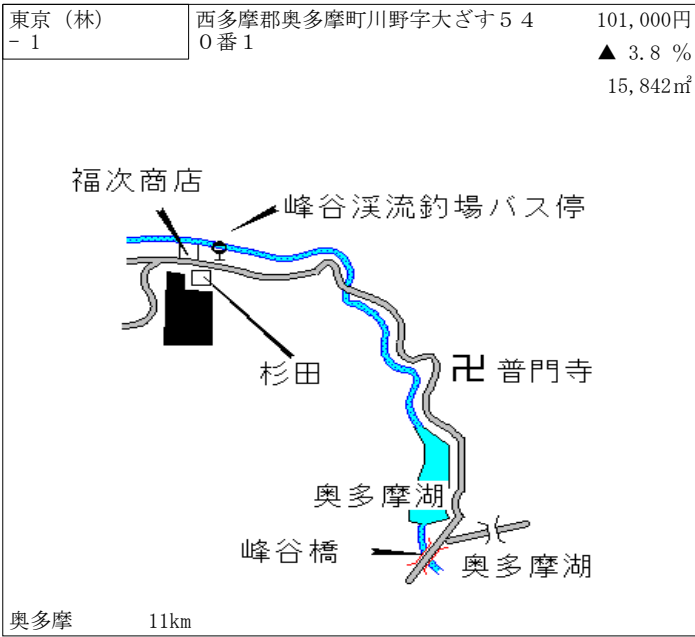 東京（林）
－１
西多摩郡奥多摩町川野字大ざす５４
０番１
101,000円
▲ 3.8 %
15,842㎡
福次商店
峰谷渓流釣場バス停
杉田
卍 普門寺
奥多摩湖
峰谷橋
奥多摩湖
奥多摩 11km